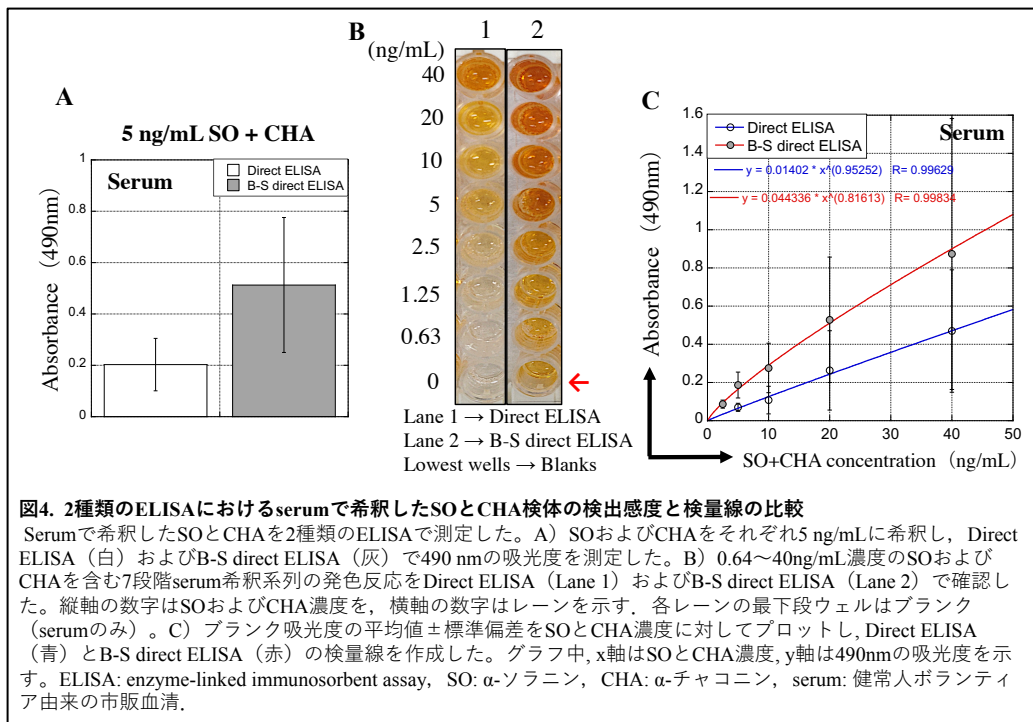 A
5 ng/mL SO + CHA
Absorbance（490nm）
1
0.8
0.6
0.4
0.2
0
Serum
Direct ELISA
B-S direct ELISA
B
(ng/mL)
1 2
40
20
10
5
2.5
1.25
0.63
0
←
Lane 1 → Direct ELISA
Lane 2 → B-S direct ELISA
Lowest wells → Blanks
C
Absorbance（490nm）
1.6
1.4
1.2
1
0.8
0.6
0.4
0.2
0
Direct ELISA
B-S direct ELISA
Serum
y = 0.01402 * x^(0.95252) R= 0.99629
y = 0.044336 * x^(0.81613) R= 0.99834
0 10 20 30 40 50
SO+CHA concentration（ng/mL）
図4. 2種類のELISAにおけるserumで希釈したSOとCHA検体の検出感度と検量線の比較
Serumで希釈したSOとCHAを2種類のELISAで測定した。A）SOおよびCHAをそれぞれ5 ng/mLに希釈し，Direct
ELISA（白）およびB-S direct ELISA（灰）で490 nmの吸光度を測定した。B）0.64～40ng/mL濃度のSOおよび
CHAを含む7段階serum希釈系列の発色反応をDirect ELISA（Lane 1）およびB-S direct ELISA（Lane 2）で確認し
た。縦軸の数字はSOおよびCHA濃度を，横軸の数字はレーンを示す．各レーンの最下段ウェルはブランク
（serumのみ）。C）ブランク吸光度の平均値±標準偏差をSOとCHA濃度に対してプロットし, Direct ELISA
（青）とB-S direct ELISA（赤）の検量線を作成した。グラフ中, x軸はSOとCHA濃度, y軸は490nmの吸光度を示
す。ELISA: enzyme-linked immunosorbent assay，SO: α-ソラニン，CHA: α-チャコニン，serum: 健常人ボランティ
ア由来の市販血清.